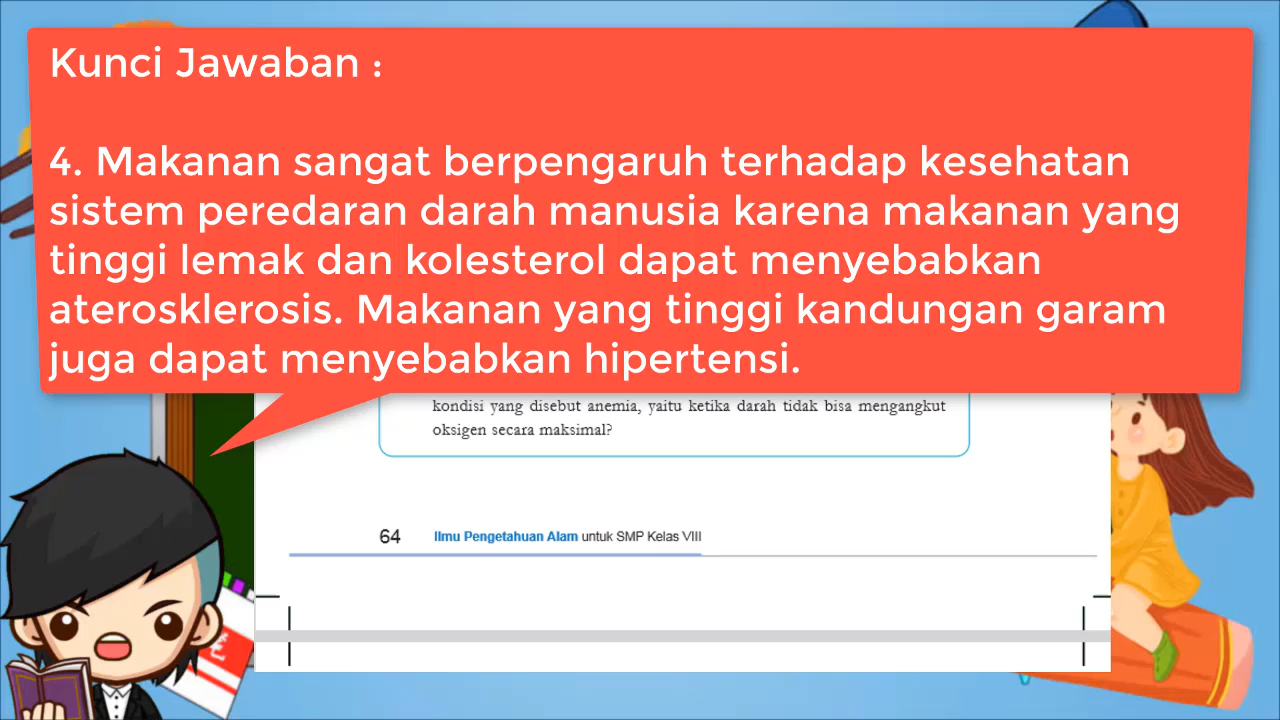 Kunci Jawaban :
4. Makanan sangat berpengaruh terhadap kesehatan
sistem peredaran darah manusia karena makanan yang
tinggi lemak dan kolesterol dapat menyebabkan
aterosklerosis. Makanan yang tinggi kandungan garam
juga dapat menyebabkan hipertensi.
kondisi yang disebut anemia, yaitu ketika darah tidak bisa mengangkut
oksigen secara maksimal?
64 Ilmu Pengetahuan Alam untuk SMP Kelas VIII